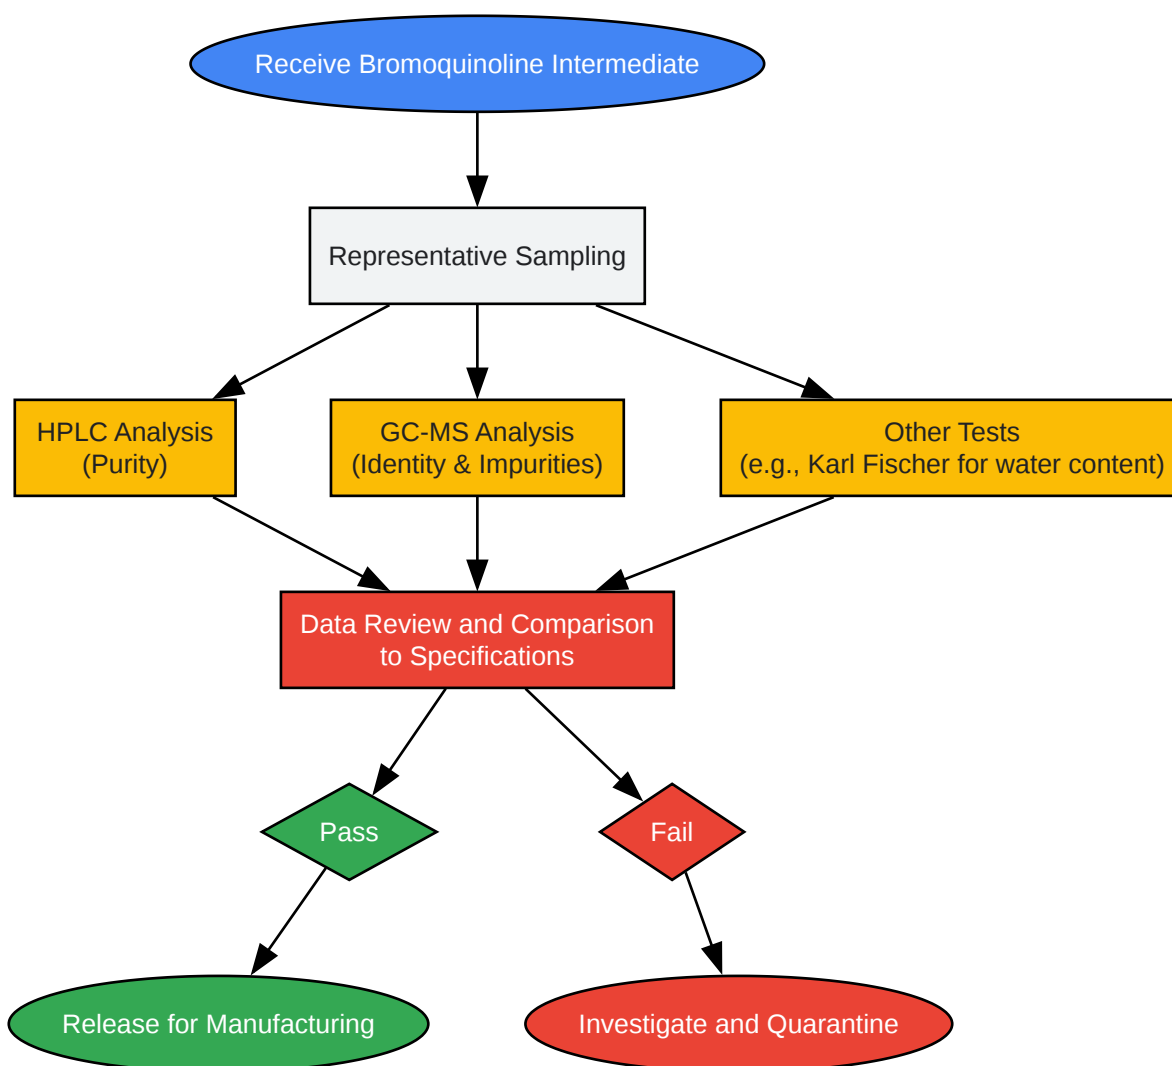 Receive Bromoquinoline Intermediate
Representative Sampling
HPLC Analysis
(Purity)
GC-MS Analysis
(Identity & Impurities)
Other Tests
(e.g., Karl Fischer for water content)
Data Review and Comparison
to Specifications
Pass
Fail
Release for Manufacturing
Investigate and Quarantine